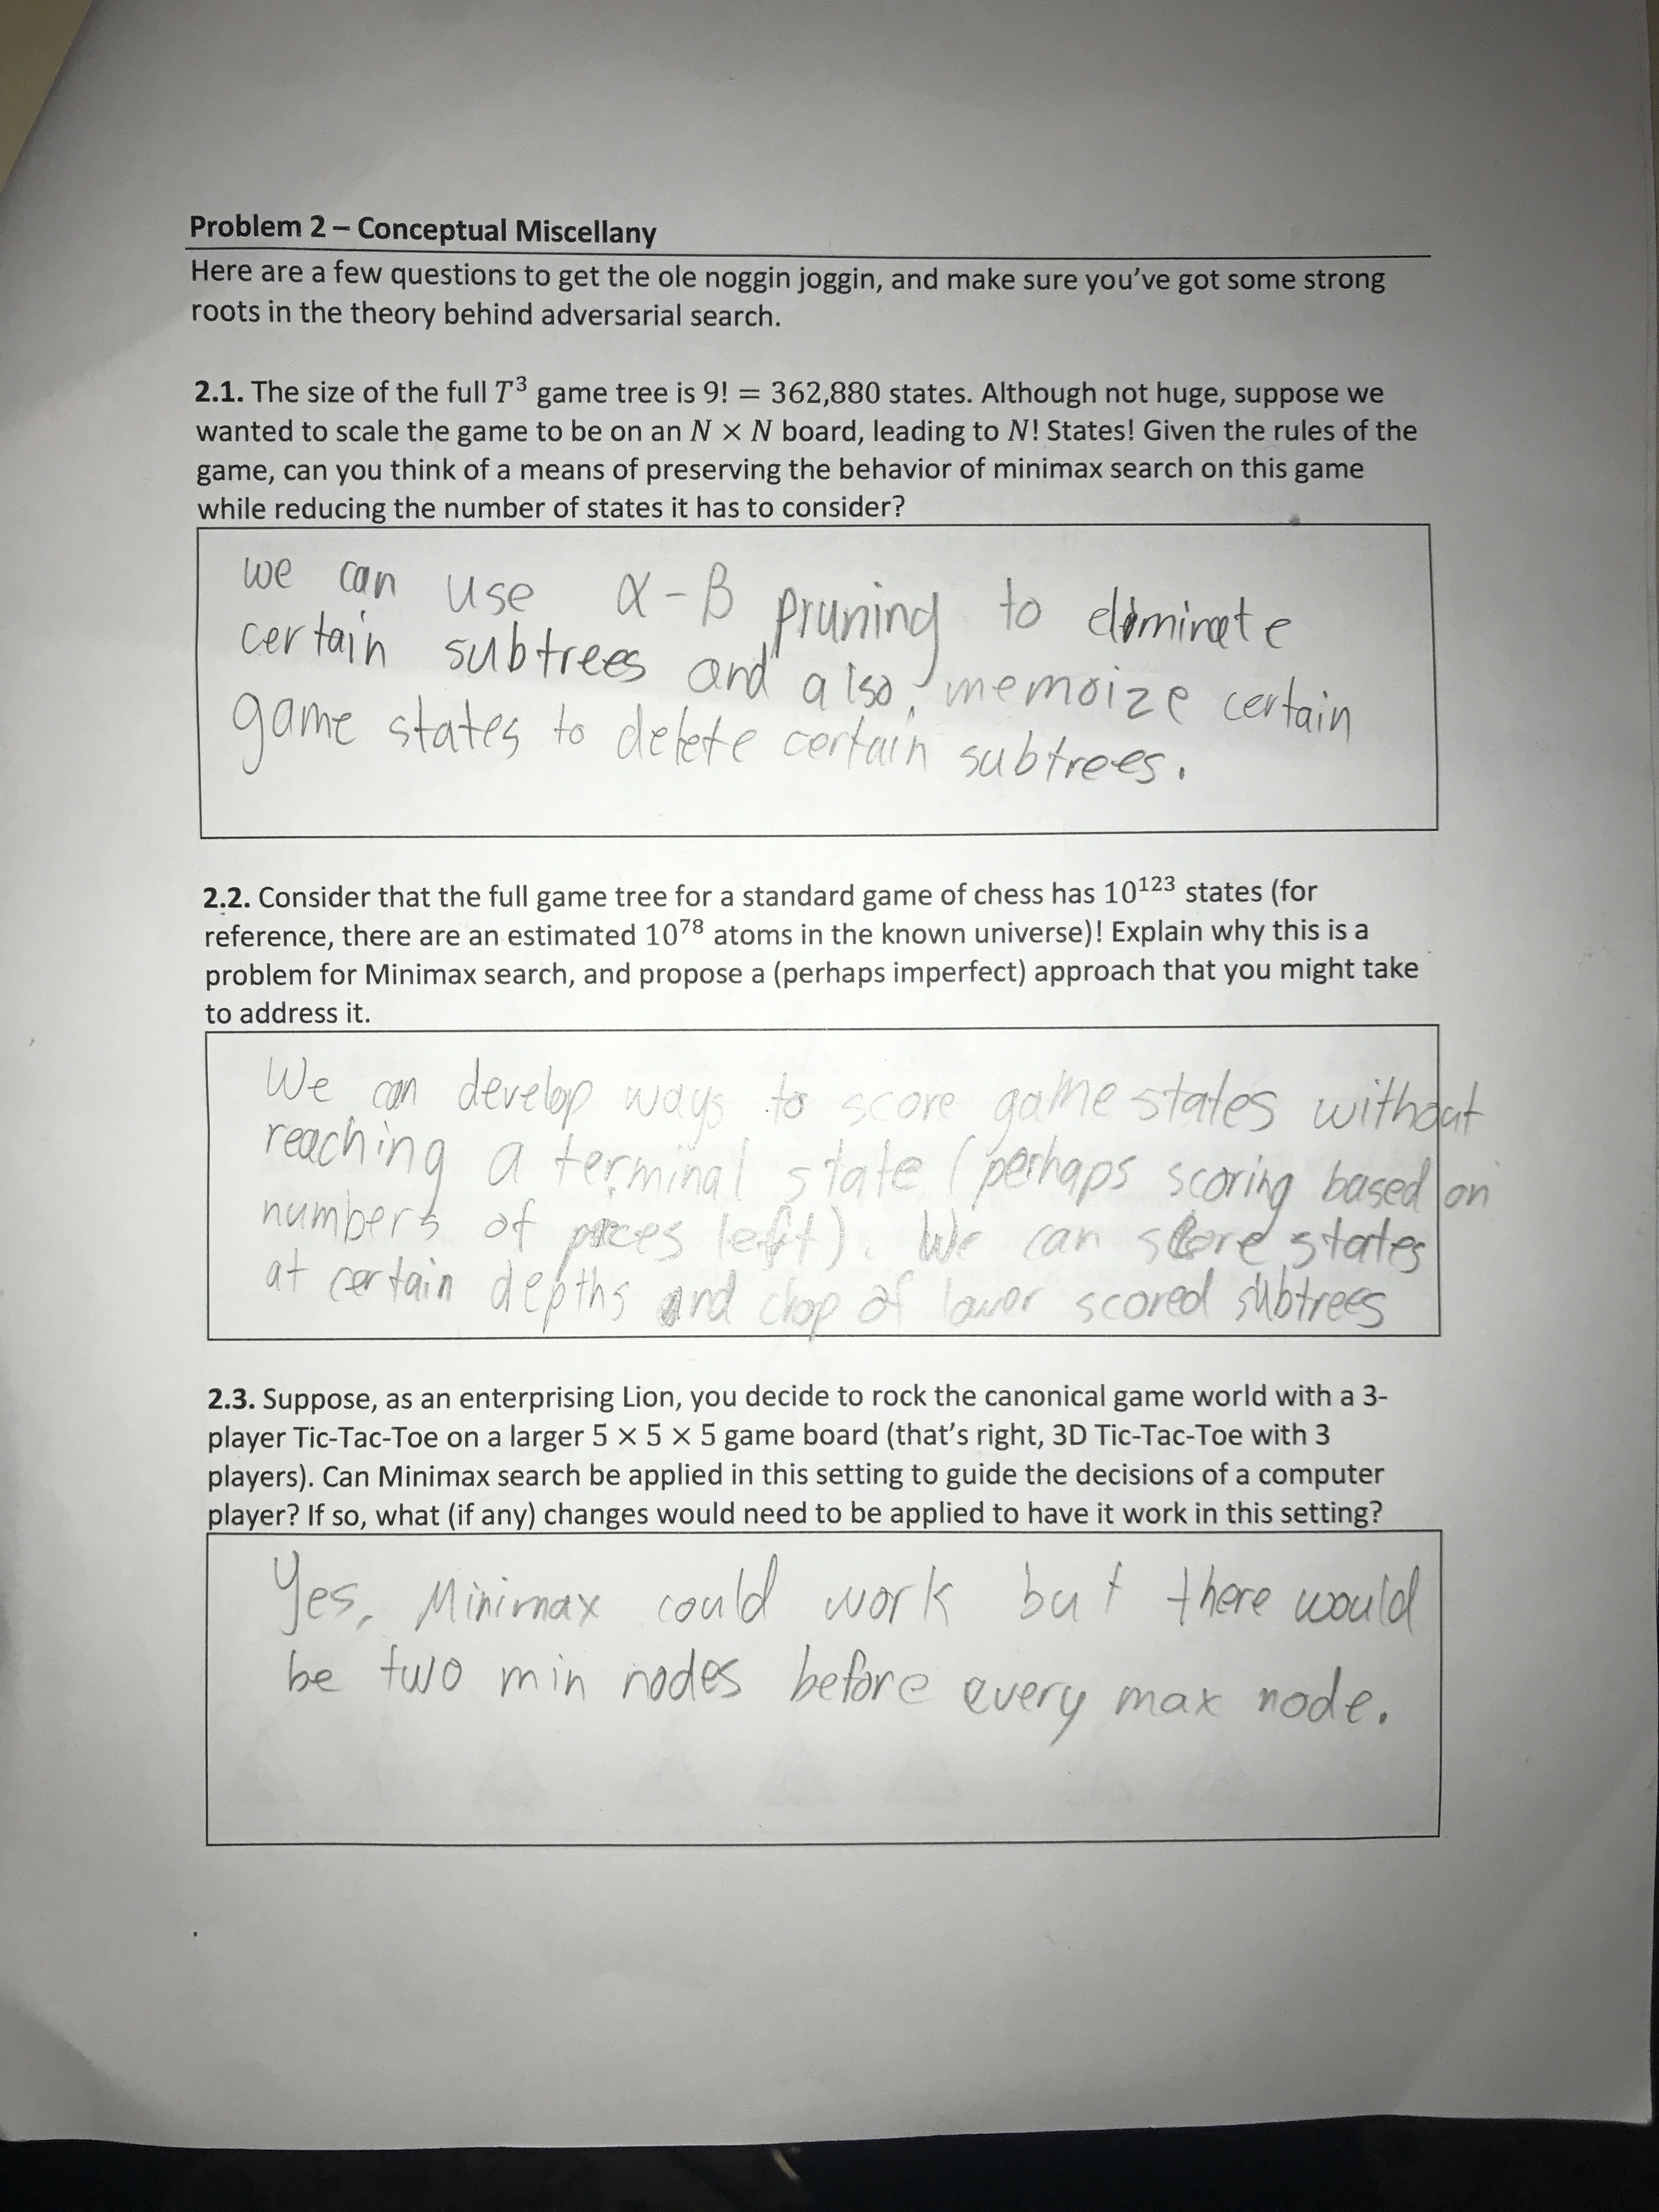 Problem 2 – Conceptual Miscellany
Here are a few questions to get the ole noggin joggin, and make sure you've got some strong
roots in the theory behind adversarial search.
2.1. The size of the full T³ game tree is 9! = 362,880 states. Although not huge, suppose we
wanted to scale the game to be on an N × N board, leading to N! States! Given the rules of the
game, can you think of a means of preserving the behavior of minimax search on this game
while reducing the number of states it has to consider?
we can use α-β pruning to eliminate
certain subtrees and also, memoize certain
game states to delete certain subtrees.
2.2. Consider that the full game tree for a standard game of chess has 10¹²³ states (for
reference, there are an estimated 10⁷⁸ atoms in the known universe)! Explain why this is a
problem for Minimax search, and propose a (perhaps imperfect) approach that you might take
to address it.
We can develop ways to score game states without
reaching a terminal state (perhaps scoring based on
numbers of pieces left). We can score states
at certain depths and chop of lower scored subtrees
2.3. Suppose, as an enterprising Lion, you decide to rock the canonical game world with a 3-
player Tic-Tac-Toe on a larger 5 × 5 × 5 game board (that's right, 3D Tic-Tac-Toe with 3
players). Can Minimax search be applied in this setting to guide the decisions of a computer
player? If so, what (if any) changes would need to be applied to have it work in this setting?
Yes, Minimax could work but there would
be two min nodes before every max node.